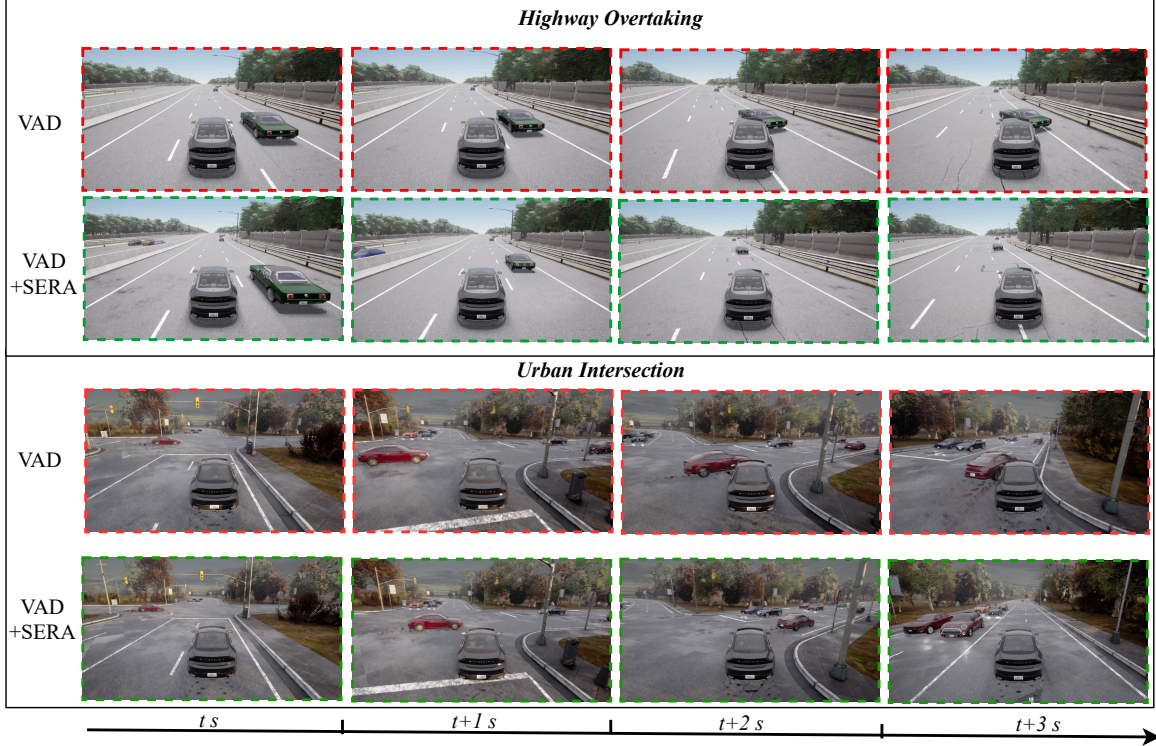 Highway Overtaking
VAD
VAD
+SERA
Urban Intersection
VAD
VAD
+SERA
t s
t+1 s
t+2 s
t+3 s